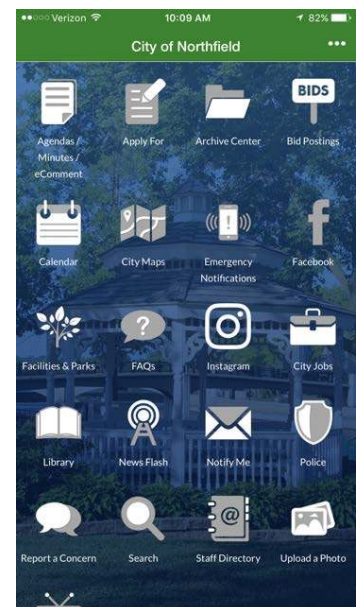 Verizon 10:09 AM 82%
City of Northfield
BIDS
Agendas /
Minutes /
eComment
Apply For
Archive Center
Bid Postings
Calendar
City Maps
Emergency
Notifications
Facebook
Facilities & Parks
FAQs
Instagram
City Jobs
Library
News Flash
Notify Me
Police
@
Report a Concern
Search
Staff Directory
Upload a Photo